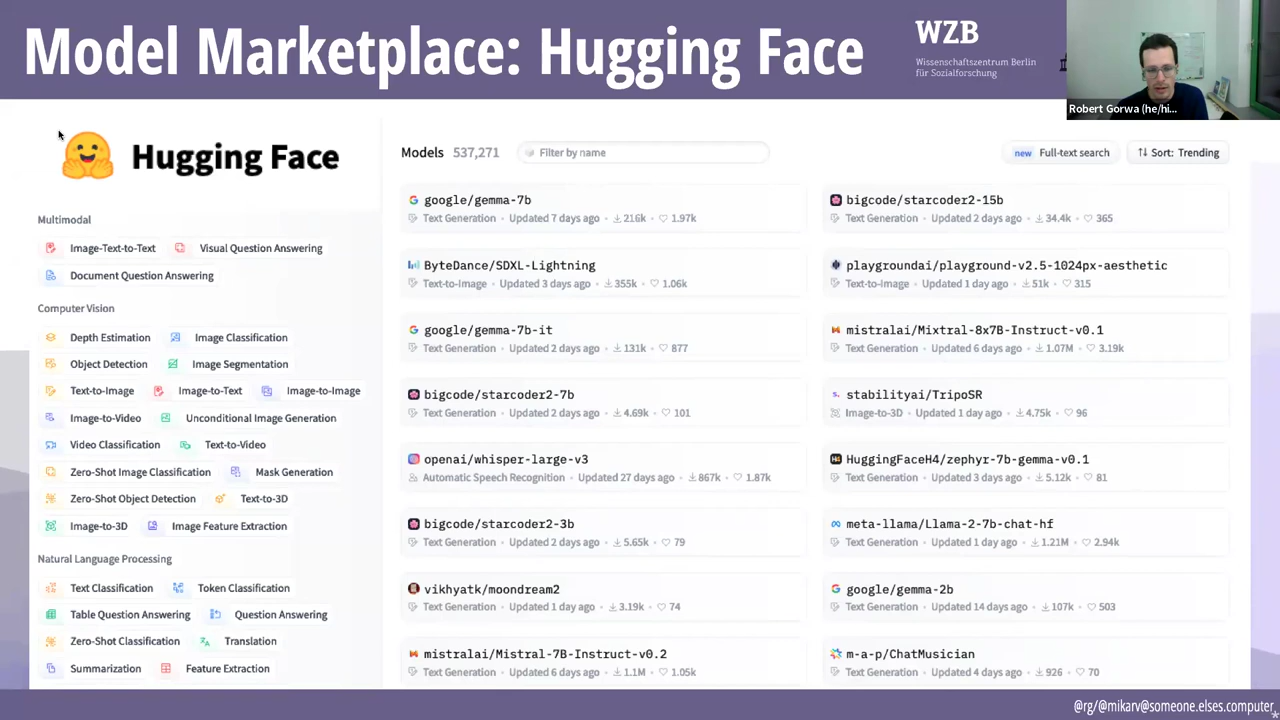 Model Marketplace: Hugging Face
WZB
Wissenschaftszentrum Berlin
für Sozialforschung
Robert Gorwa (he/hi...
Hugging Face
Multimodal
Image-Text-to-Text Visual Question Answering
Document Question Answering
Computer Vision
Depth Estimation Image Classification
Object Detection Image Segmentation
Text-to-Image Image-to-Text Image-to-Image
Image-to-Video Unconditional Image Generation
Video Classification Text-to-Video
Zero-Shot Image Classification Mask Generation
Zero-Shot Object Detection Text-to-3D
Image-to-3D Image Feature Extraction
Natural Language Processing
Text Classification Token Classification
Table Question Answering Question Answering
Zero-Shot Classification Translation
Summarization Feature Extraction
Models 537,271 Filter by name new Full-text search Sort: Trending
google/gemma-7b
Text Generation • Updated 7 days ago • 216k • 1.97k
bigcode/starcoder2-15b
Text Generation • Updated 2 days ago • 34.4k • 365
ByteDance/SDXL-Lightning
Text-to-Image • Updated 3 days ago • 355k • 1.06k
playgroundai/playground-v2.5-1024px-aesthetic
Text-to-Image • Updated 1 day ago • 51k • 315
google/gemma-7b-it
Text Generation • Updated 2 days ago • 131k • 877
mistralai/Mixtral-8x7B-Instruct-v0.1
Text Generation • Updated 6 days ago • 1.07M • 3.19k
bigcode/starcoder2-7b
Text Generation • Updated 2 days ago • 4.69k • 101
stabilityai/TripoSR
Image-to-3D • Updated 1 day ago • 4.75k • 96
openai/whisper-large-v3
Automatic Speech Recognition • Updated 27 days ago • 867k • 1.87k
HuggingFaceH4/zephyr-7b-gemma-v0.1
Text Generation • Updated 3 days ago • 5.12k • 81
bigcode/starcoder2-3b
Text Generation • Updated 2 days ago • 5.65k • 79
meta-llama/Llama-2-7b-chat-hf
Text Generation • Updated 1 day ago • 1.21M • 2.94k
vikhyatk/moondream2
Text Generation • Updated 1 day ago • 3.19k • 74
google/gemma-2b
Text Generation • Updated 14 days ago • 107k • 503
mistralai/Mistral-7B-Instruct-v0.2
Text Generation • Updated 6 days ago • 1.1M • 1.05k
m-a-p/ChatMusician
Text Generation • Updated 1 day ago • 926 • 70
@rg/@mikarv@someone.elses.computer